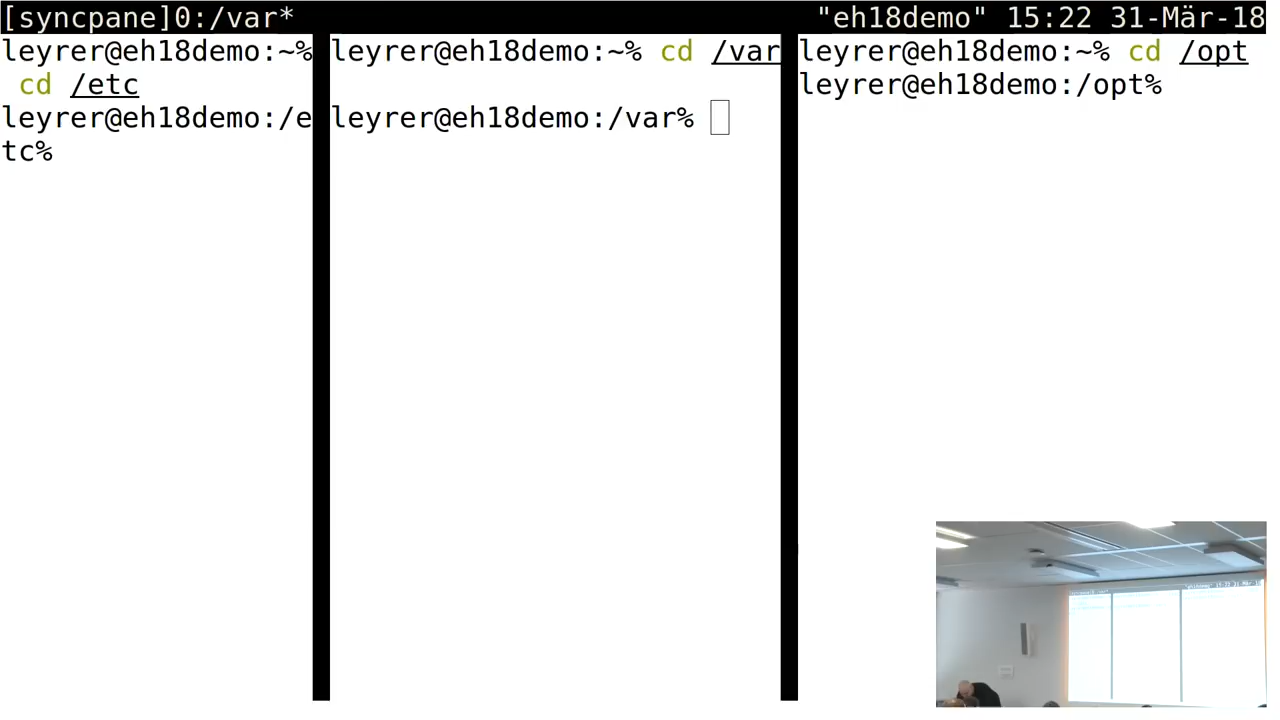 [syncpane]0:/var* "eh18demo" 15:22 31-Mär-18
leyrer@eh18demo:~%
cd /etc
leyrer@eh18demo:/e
tc%
leyrer@eh18demo:~% cd /var
leyrer@eh18demo:/var%
leyrer@eh18demo:~% cd /opt
leyrer@eh18demo:/opt%